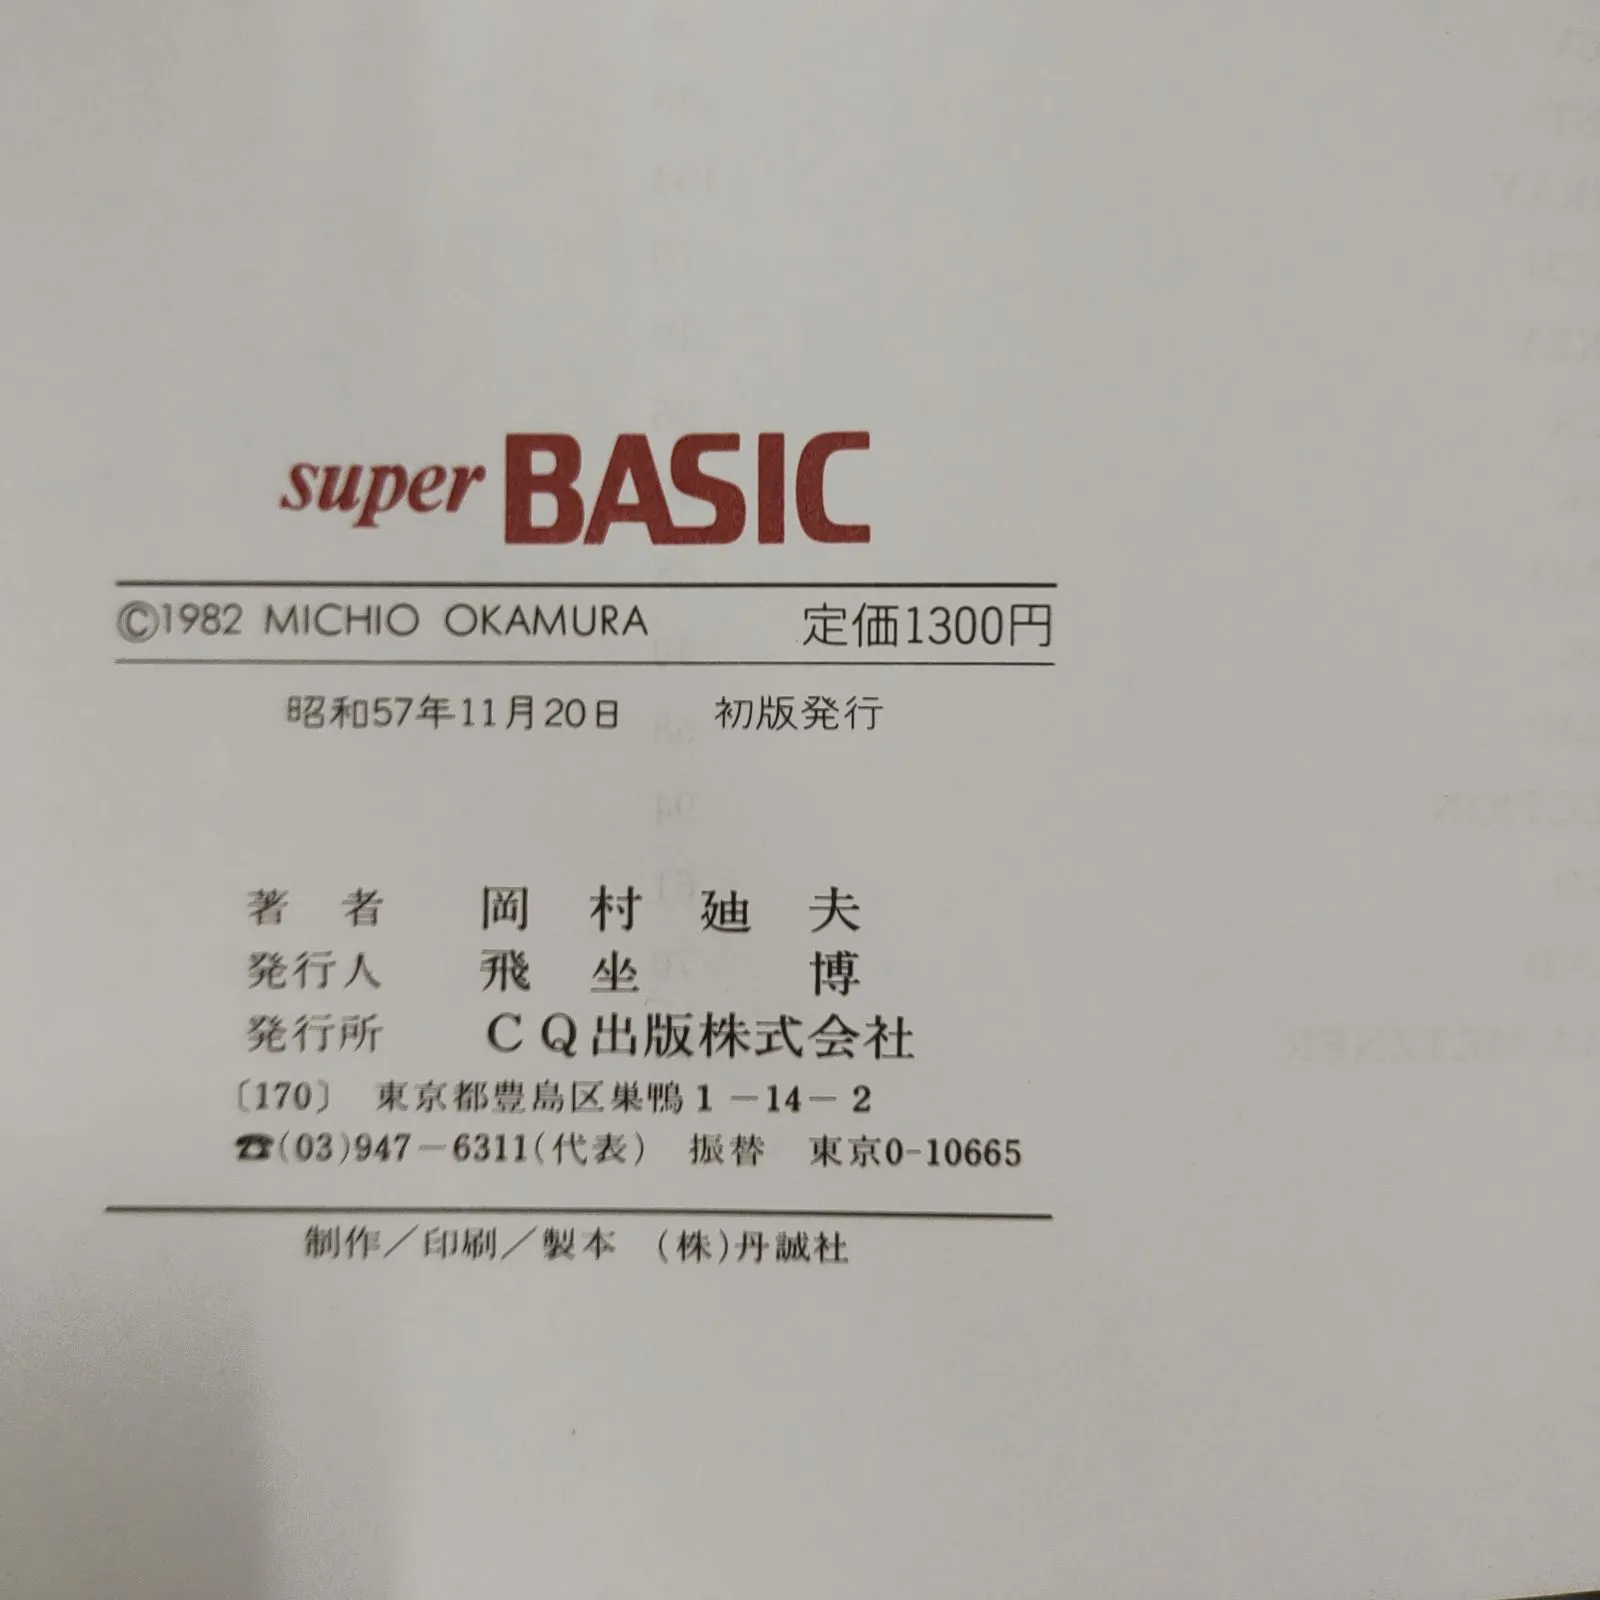 super BASIC
©1982 MICHIO OKAMURA 定価1300円
昭和57年11月20日 初版発行
著 者 岡 村 廸 夫
発行人 飛 坐 博
発行所 CQ出版株式会社
〔170〕 東京都豊島区巣鴨1-14-2
☎(03)947-6311(代表) 振替 東京0-10665
制作/印刷/製本 (株)丹誠社